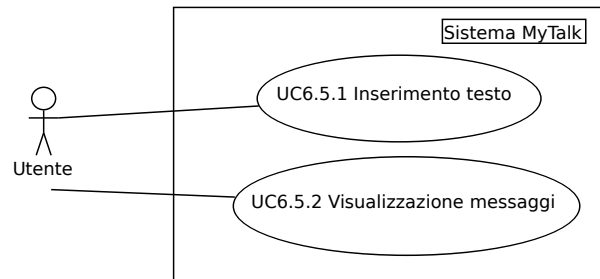 Sistema MyTalk
UC6.5.1 Inserimento testo
Utente
UC6.5.2 Visualizzazione messaggi